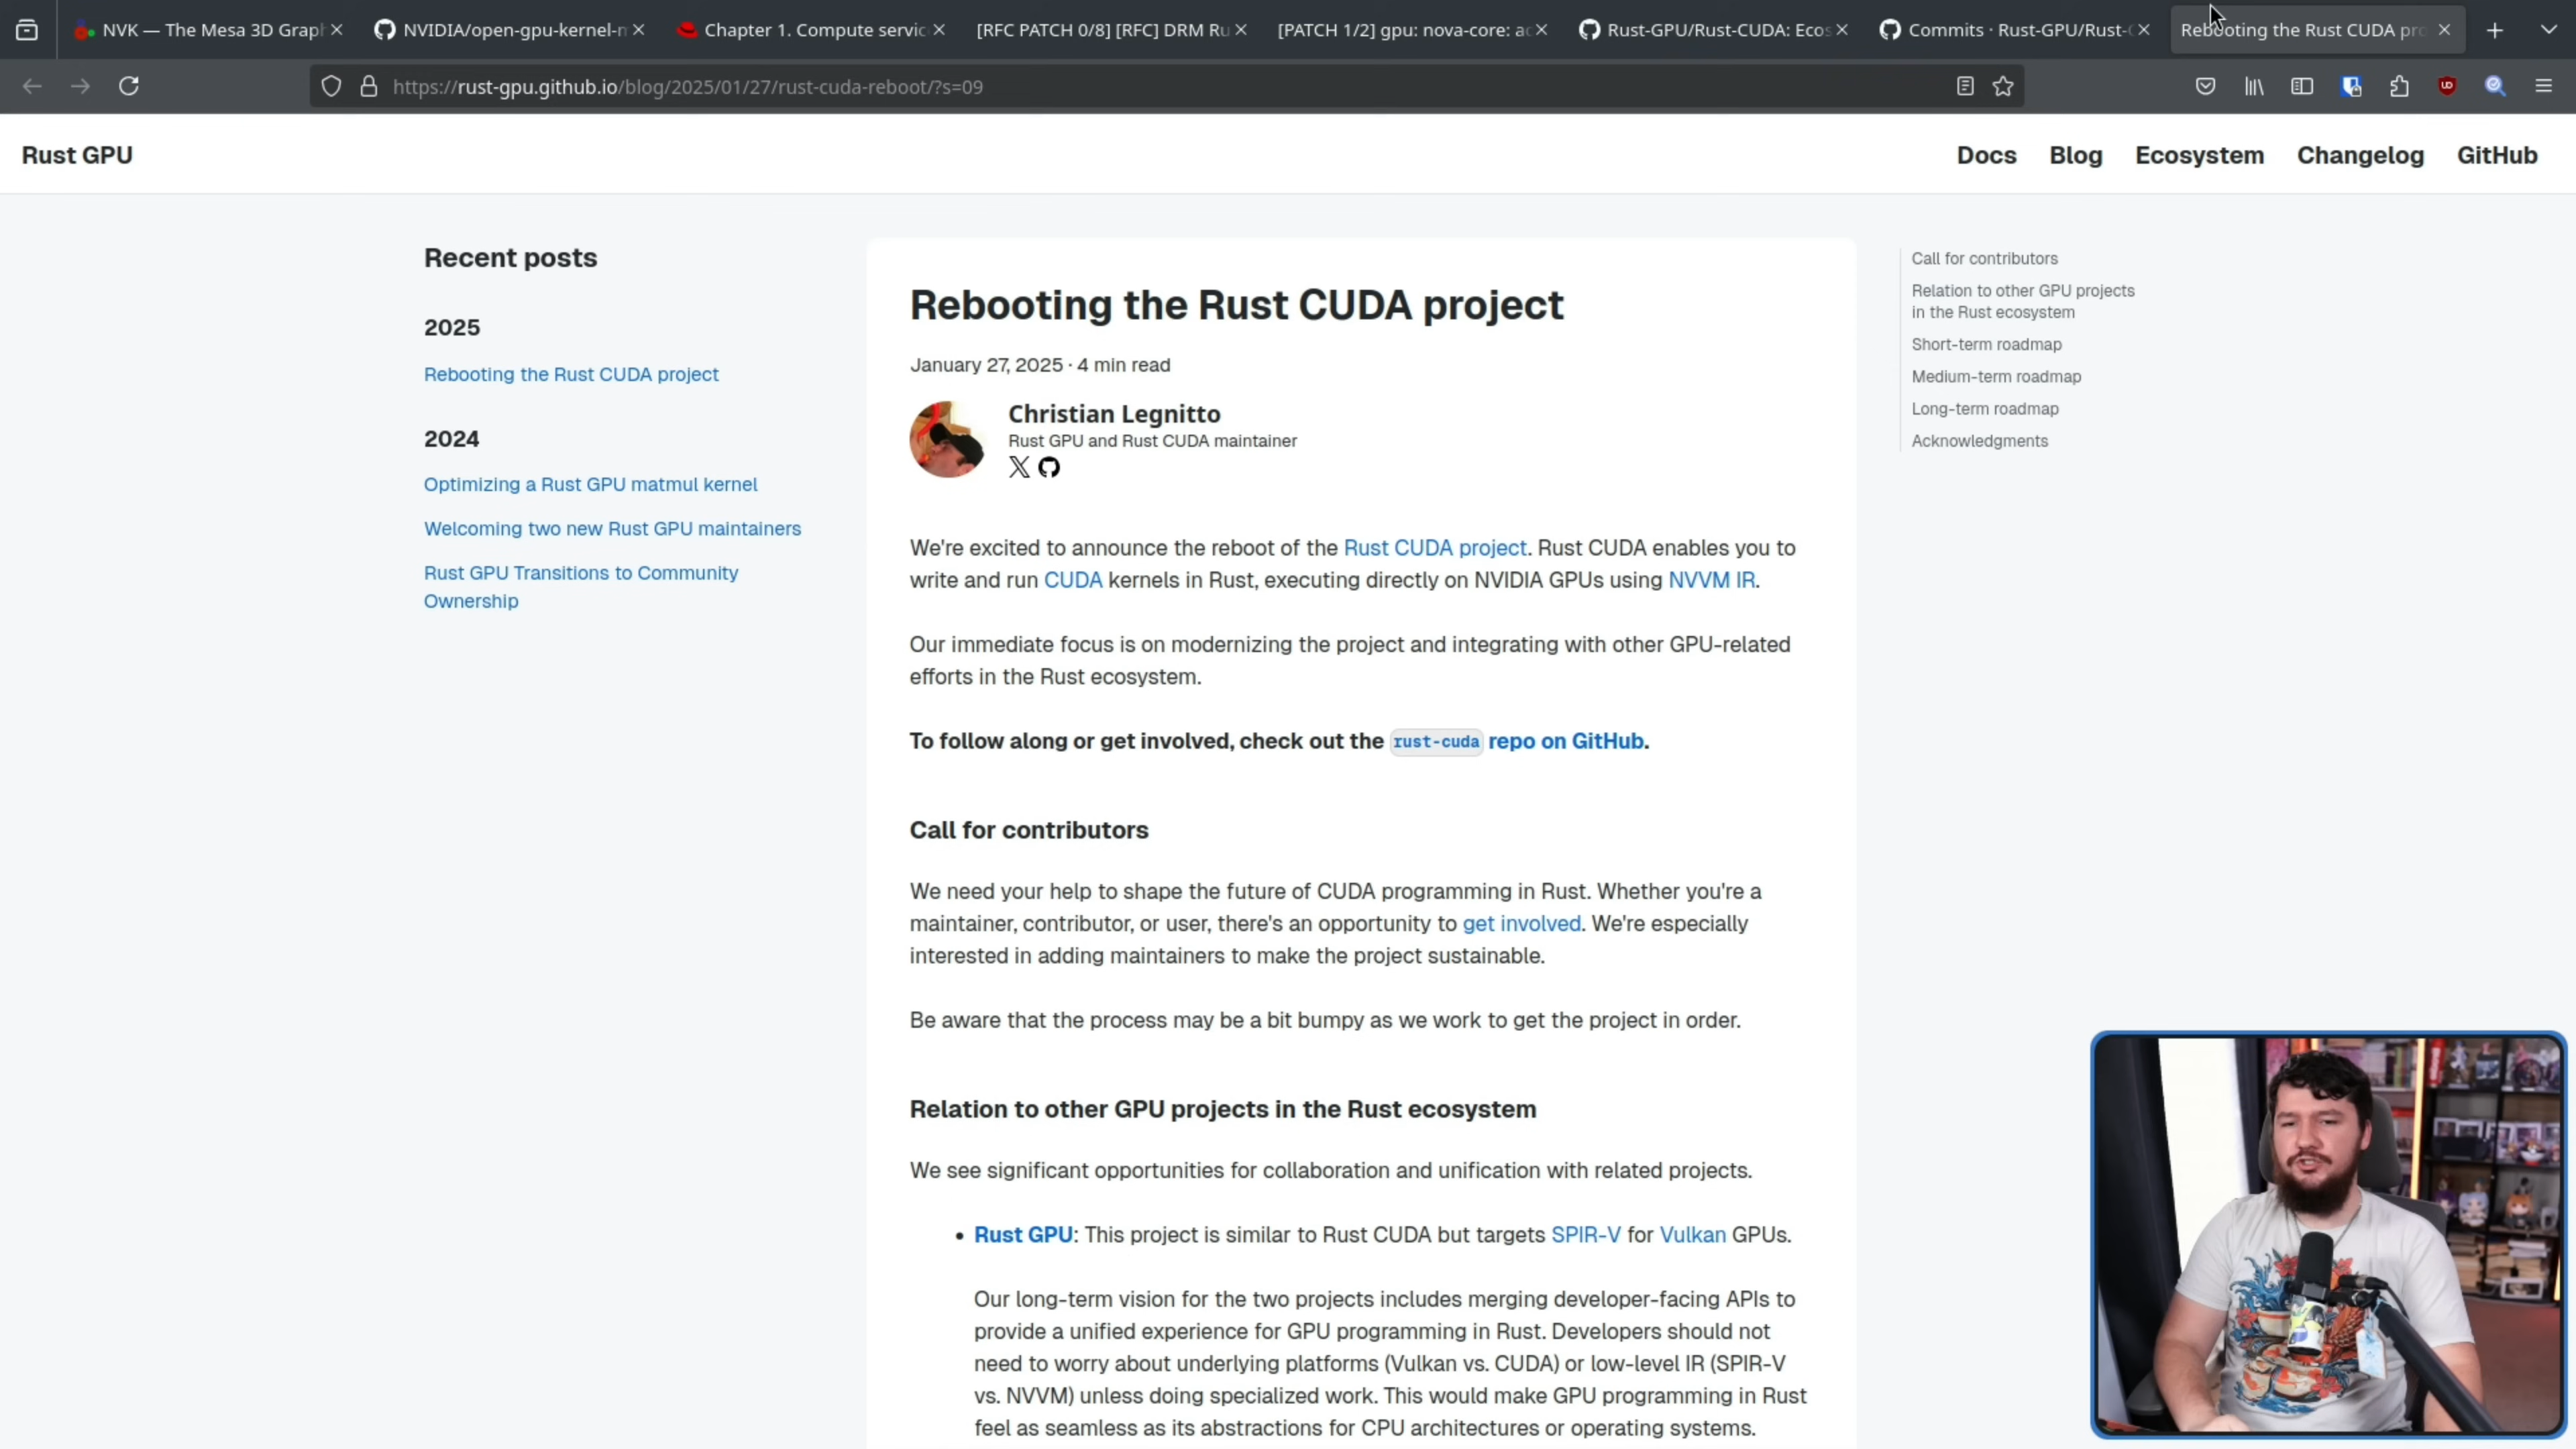 NVK — The Mesa 3D Graph
NVIDIA/open-gpu-kernel-m
Chapter 1. Compute servic
[RFC PATCH 0/8] [RFC] DRM Ru
[PATCH 1/2] gpu: nova-core: ad
Rust-GPU/Rust-CUDA: Ecos
Commits · Rust-GPU/Rust-C
Rebooting the Rust CUDA pro
https://rust-gpu.github.io/blog/2025/01/27/rust-cuda-reboot/?s=09
Rust GPU
Docs Blog Ecosystem Changelog GitHub
Recent posts
2025
Rebooting the Rust CUDA project
2024
Optimizing a Rust GPU matmul kernel
Welcoming two new Rust GPU maintainers
Rust GPU Transitions to Community
Ownership
Rebooting the Rust CUDA project
January 27, 2025 · 4 min read
Christian Legnitto
Rust GPU and Rust CUDA maintainer
We're excited to announce the reboot of the Rust CUDA project. Rust CUDA enables you to
write and run CUDA kernels in Rust, executing directly on NVIDIA GPUs using NVVM IR.
Our immediate focus is on modernizing the project and integrating with other GPU-related
efforts in the Rust ecosystem.
To follow along or get involved, check out the rust-cuda repo on GitHub.
Call for contributors
We need your help to shape the future of CUDA programming in Rust. Whether you're a
maintainer, contributor, or user, there's an opportunity to get involved. We're especially
interested in adding maintainers to make the project sustainable.
Be aware that the process may be a bit bumpy as we work to get the project in order.
Relation to other GPU projects in the Rust ecosystem
We see significant opportunities for collaboration and unification with related projects.
• Rust GPU: This project is similar to Rust CUDA but targets SPIR-V for Vulkan GPUs.
Our long-term vision for the two projects includes merging developer-facing APIs to
provide a unified experience for GPU programming in Rust. Developers should not
need to worry about underlying platforms (Vulkan vs. CUDA) or low-level IR (SPIR-V
vs. NVVM) unless doing specialized work. This would make GPU programming in Rust
feel as seamless as its abstractions for CPU architectures or operating systems.
Call for contributors
Relation to other GPU projects
in the Rust ecosystem
Short-term roadmap
Medium-term roadmap
Long-term roadmap
Acknowledgments